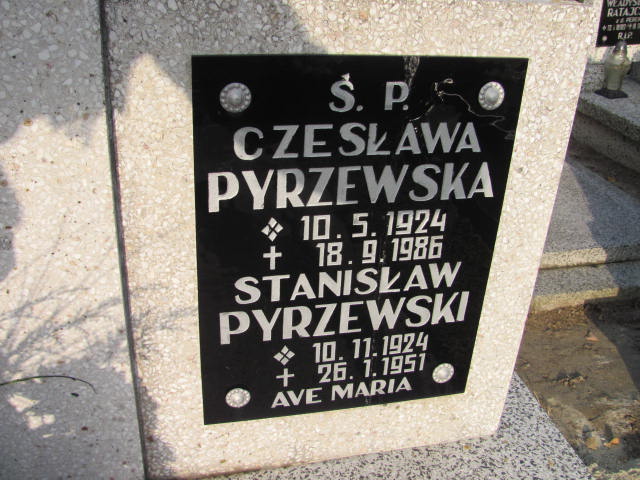 Ś. P.
CZESŁAWA
PYRZEWSKA
10. 5. 1924
18. 9. 1986
STANISŁAW
PYRZEWSKI
10. 11. 1924
26. 1. 1951
AVE MARIA